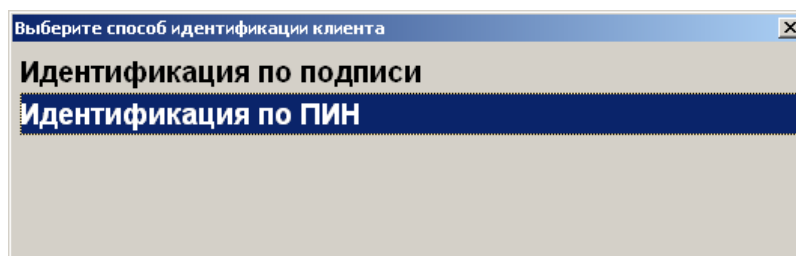 Выберите способ идентификации клиента
Идентификация по подписи
Идентификация по ПИН